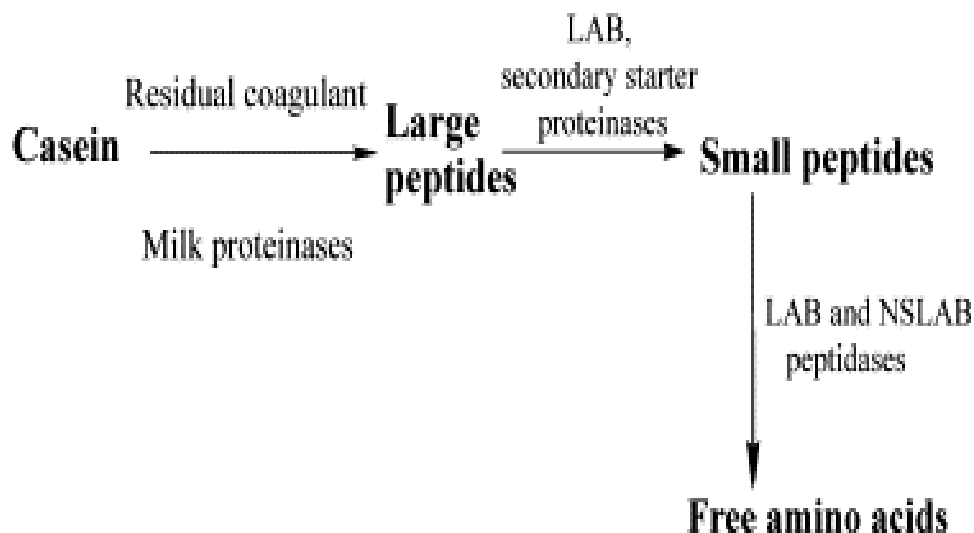 Casein
Residual coagulant
Milk proteinases
Large
peptides
LAB,
secondary starter
proteinases
Small peptides
LAB and NSLAB
peptidases
Free amino acids